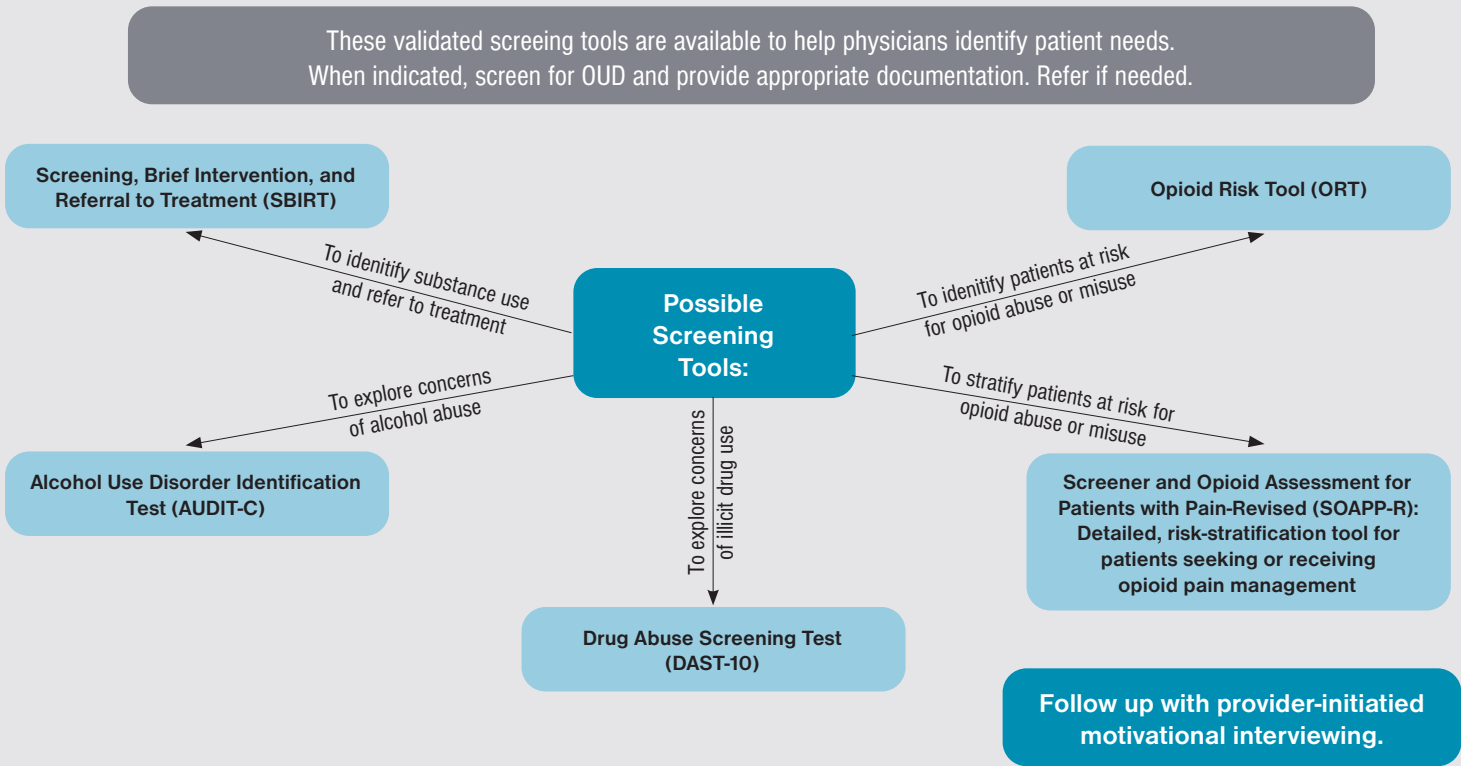 These validated screeing tools are available to help physicians identify patient needs.
When indicated, screen for OUD and provide appropriate documentation. Refer if needed.
Screening, Brief Intervention, and
Referral to Treatment (SBIRT)
Opioid Risk Tool (ORT)
To idenitify substance use
and refer to treatment
To idenitify patients at risk
for opioid abuse or misuse
Possible
Screening
Tools:
To explore concerns
of alcohol abuse
To stratify patients at risk for
opioid abuse or misuse
To explore concerns
of illicit drug use
Alcohol Use Disorder Identification
Test (AUDIT-C)
Screener and Opioid Assessment for
Patients with Pain-Revised (SOAPP-R):
Detailed, risk-stratification tool for
patients seeking or receiving
opioid pain management
Drug Abuse Screening Test
(DAST-10)
Follow up with provider-initiatied
motivational interviewing.